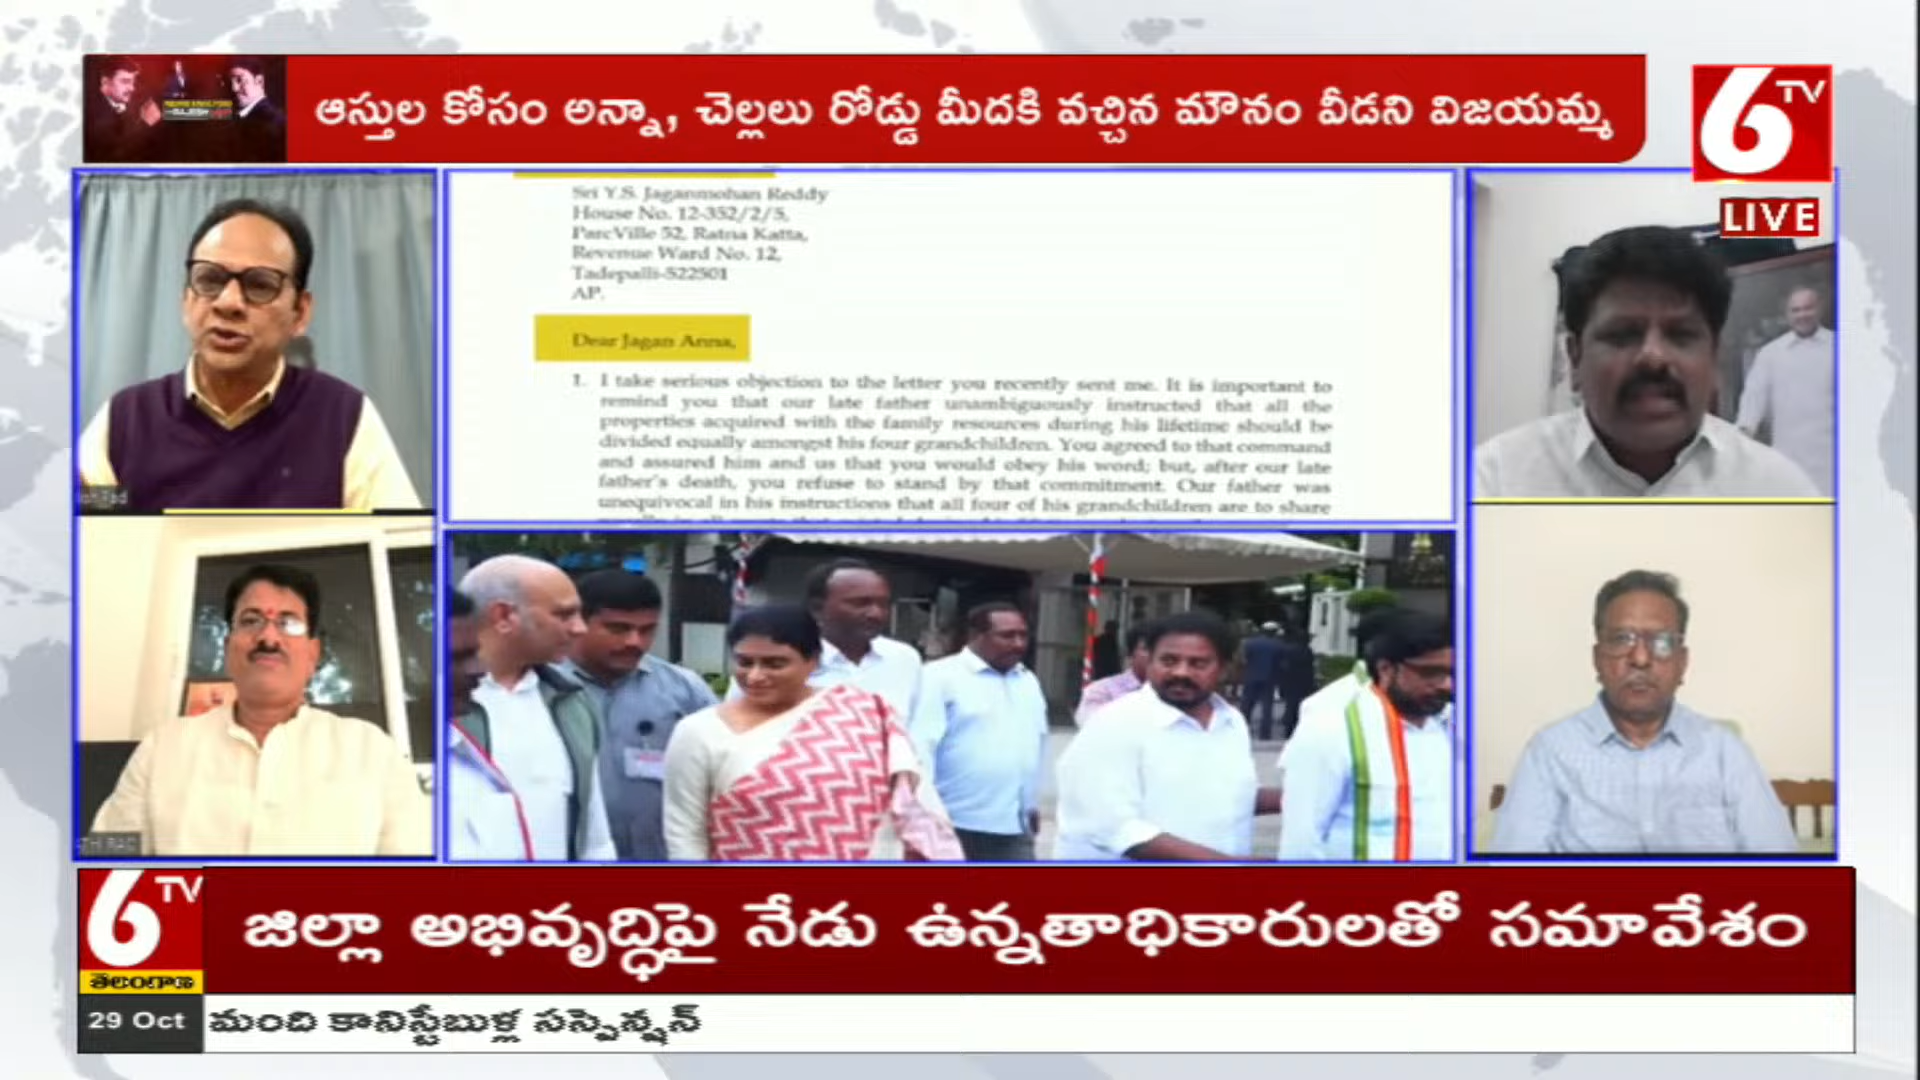 ఆస్తుల కోసం అన్నా, చెల్లలు రోడ్డు మీదకి వచ్చిన మౌనం వీడని విజయమ్మ
6 TV
LIVE
Sri Y.S. Jaganmohan Reddy
House No. 12-352/2/5,
ParcVille 52, Ratna Katta,
Revenue Ward No. 12,
Tadepalli-522501
AP.
Dear Jagan Anna,
1. I take serious objection to the letter you recently sent me. It is important to
remind you that our late father unambiguously instructed that all the
properties acquired with the family resources during his lifetime should be
divided equally amongst his four grandchildren. You agreed to that command
and assured him and us that you would obey his word; but, after our late
father's death, you refuse to stand by that commitment. Our father was
unequivocal in his instructions that all four of his grandchildren are to share
6 TV
తెలంగాణ
జిల్లా అభివృద్ధిపై నేడు ఉన్నతాధికారులతో సమావేశం
29 Oct
మంది కానిస్టేబుళ్ల సస్పెన్షన్